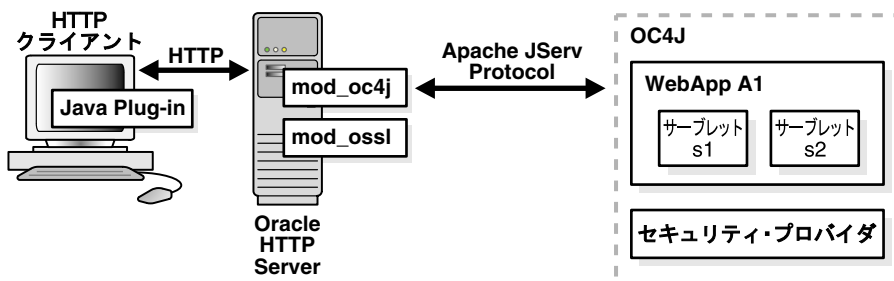 HTTP
クライアント
Java Plug-in
HTTP
mod_oc4j
mod_ossl
Oracle
HTTP
Server
Apache JServ
Protocol
OC4J
WebApp A1
サーブレット
s1
サーブレット
s2
セキュリティ・プロバイダ